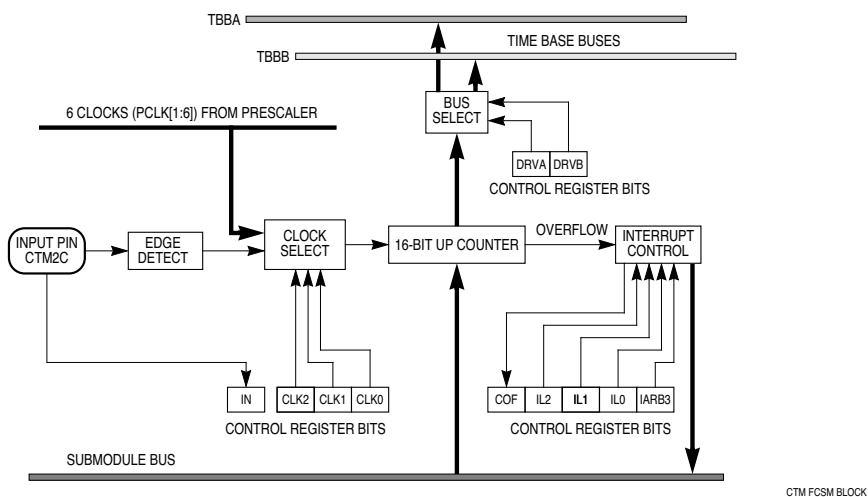 TBBA
TIME BASE BUSES
TBBB
6 CLOCKS (PCLK[1:6]) FROM PRESCALER
BUS
SELECT
DRVA DRVB
CONTROL REGISTER BITS
INPUT PIN
CTM2C
EDGE
DETECT
CLOCK
SELECT
16-BIT UP COUNTER
OVERFLOW
INTERRUPT
CONTROL
IN
CLK2 CLK1 CLK0
CONTROL REGISTER BITS
COF IL2 IL1 IL0 IARB3
CONTROL REGISTER BITS
SUBMODULE BUS
CTM FCSM BLOCK